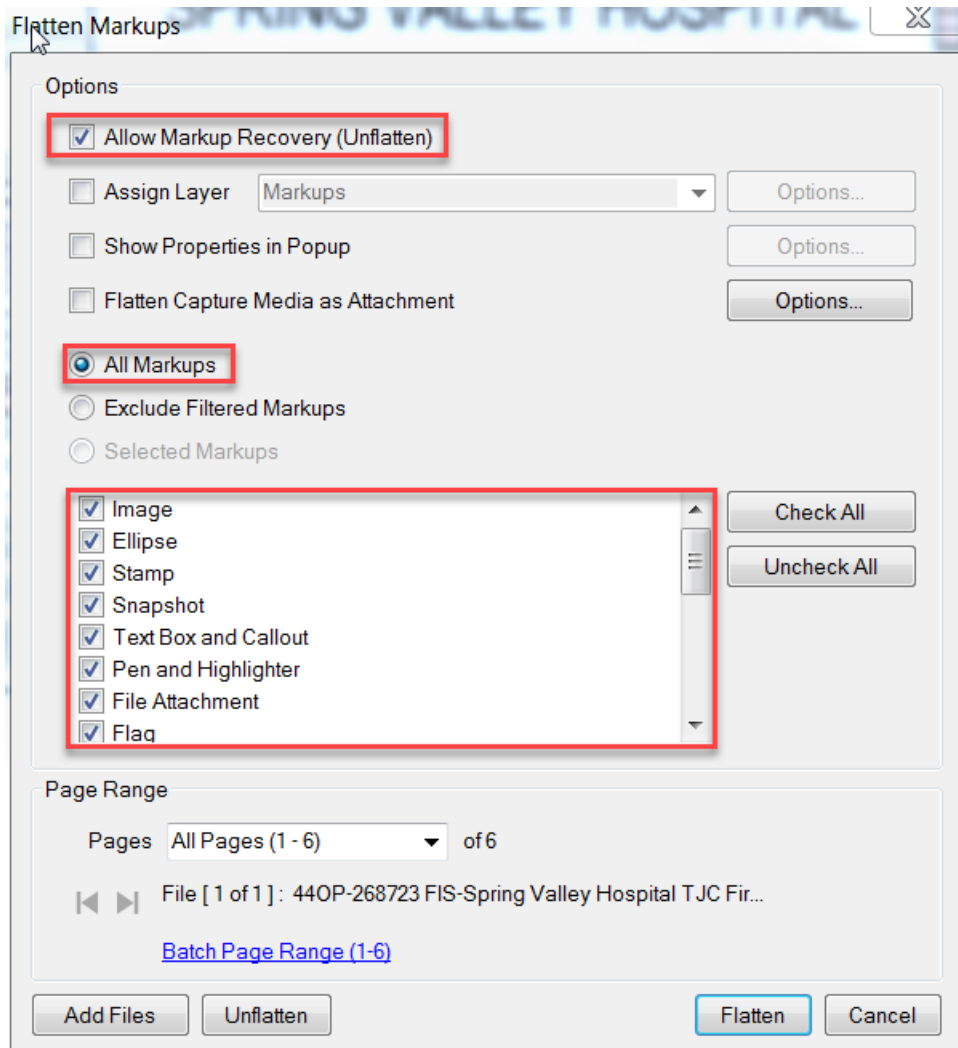 SPRING VALLEY HOSPITAL
Flatten Markups
Options
Allow Markup Recovery (Unflatten)
Assign Layer Markups Options...
Show Properties in Popup Options...
Flatten Capture Media as Attachment Options...
All Markups
Exclude Filtered Markups
Selected Markups
Image Check All
Ellipse
Stamp Uncheck All
Snapshot
Text Box and Callout
Pen and Highlighter
File Attachment
Flag
Page Range
Pages All Pages (1 - 6) of 6
File [ 1 of 1 ] : 44OP-268723 FIS-Spring Valley Hospital TJC Fir...
Batch Page Range (1-6)
Add Files Unflatten Flatten Cancel